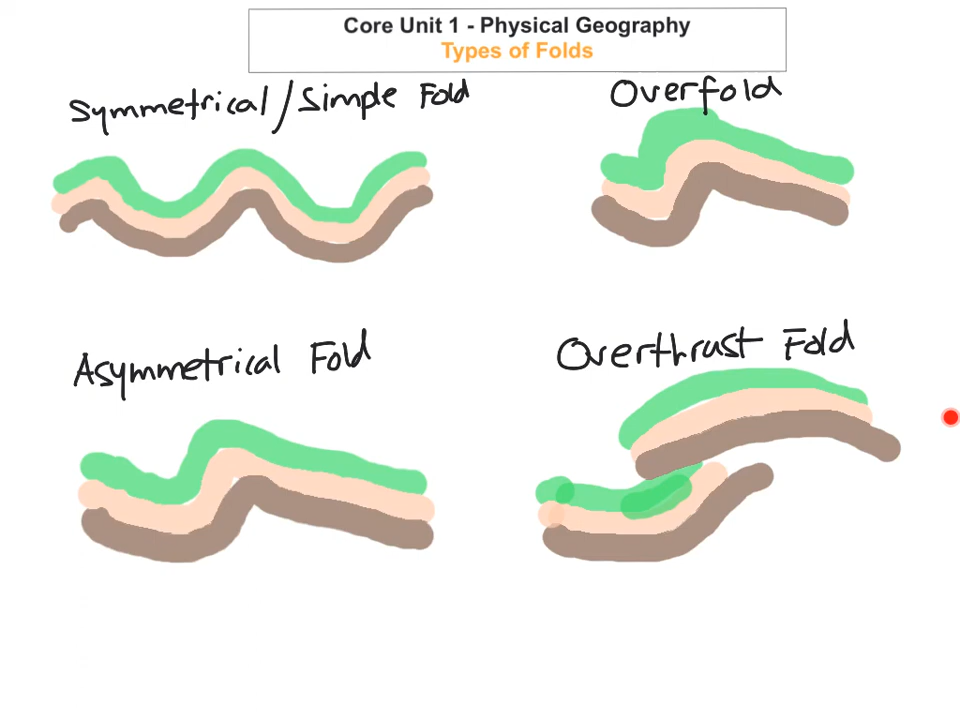 Core Unit 1 - Physical Geography
Types of Folds
Symmetrical/Simple Fold
Overfold
Asymmetrical Fold
Overthrust Fold